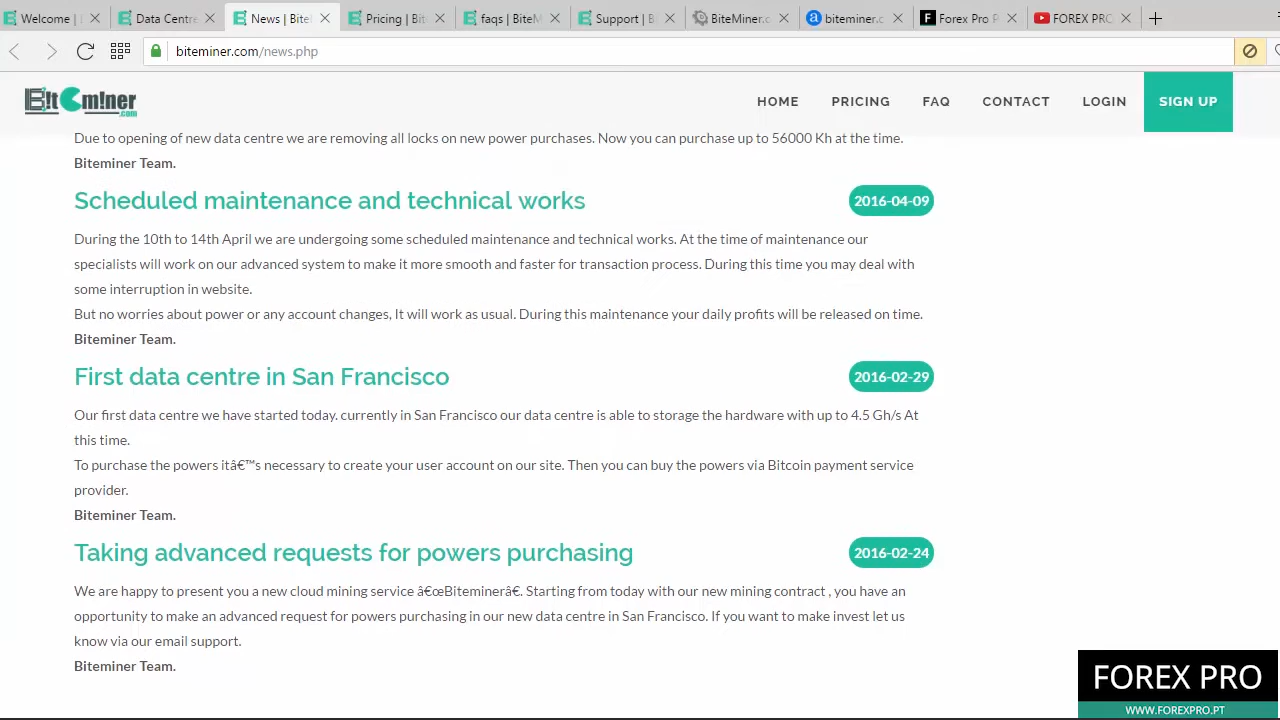 Welcome |
Data Centre
News | Bite
Pricing | Bi
faqs | BiteM
Support | B
BiteMiner.c
biteminer.c
Forex Pro P
FOREX PRO
biteminer.com/news.php
B!t m!ner
.com
HOME
PRICING
FAQ
CONTACT
LOGIN
SIGN UP
Due to opening of new data centre we are removing all locks on new power purchases. Now you can purchase up to 56000 Kh at the time.
Biteminer Team.
Scheduled maintenance and technical works
2016-04-09
During the 10th to 14th April we are undergoing some scheduled maintenance and technical works. At the time of maintenance our
specialists will work on our advanced system to make it more smooth and faster for transaction process. During this time you may deal with
some interruption in website.
But no worries about power or any account changes, It will work as usual. During this maintenance your daily profits will be released on time.
Biteminer Team.
First data centre in San Francisco
2016-02-29
Our first data centre we have started today. currently in San Francisco our data centre is able to storage the hardware with up to 4.5 Gh/s At
this time.
To purchase the powers itâ€™s necessary to create your user account on our site. Then you can buy the powers via Bitcoin payment service
provider.
Biteminer Team.
Taking advanced requests for powers purchasing
2016-02-24
We are happy to present you a new cloud mining service â€œBiteminerâ€. Starting from today with our new mining contract , you have an
opportunity to make an advanced request for powers purchasing in our new data centre in San Francisco. If you want to make invest let us
know via our email support.
Biteminer Team.
FOREX PRO
WWW.FOREXPRO.PT